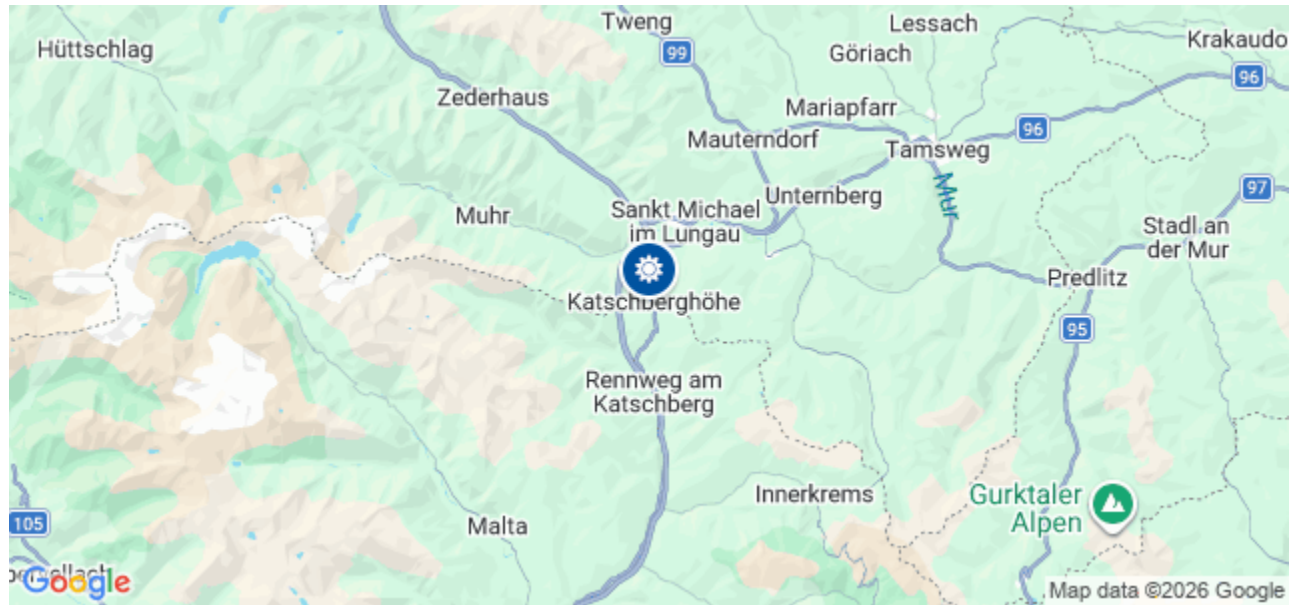 Tweng
Lessach
Hüttschlag
99
Göriach
Krakaudo
96
Zederhaus
Mariapfarr
96
Mauterndorf
Tamsweg
Mur
Unternberg
97
Muhr
Sankt Michael
im Lungau
Stadl an
der Mur
Katschberghöhe
Predlitz
95
Rennweg am
Katschberg
Innerkrems
Gurktaler
Alpen
105
Malta
Google
Map data ©2026 Google